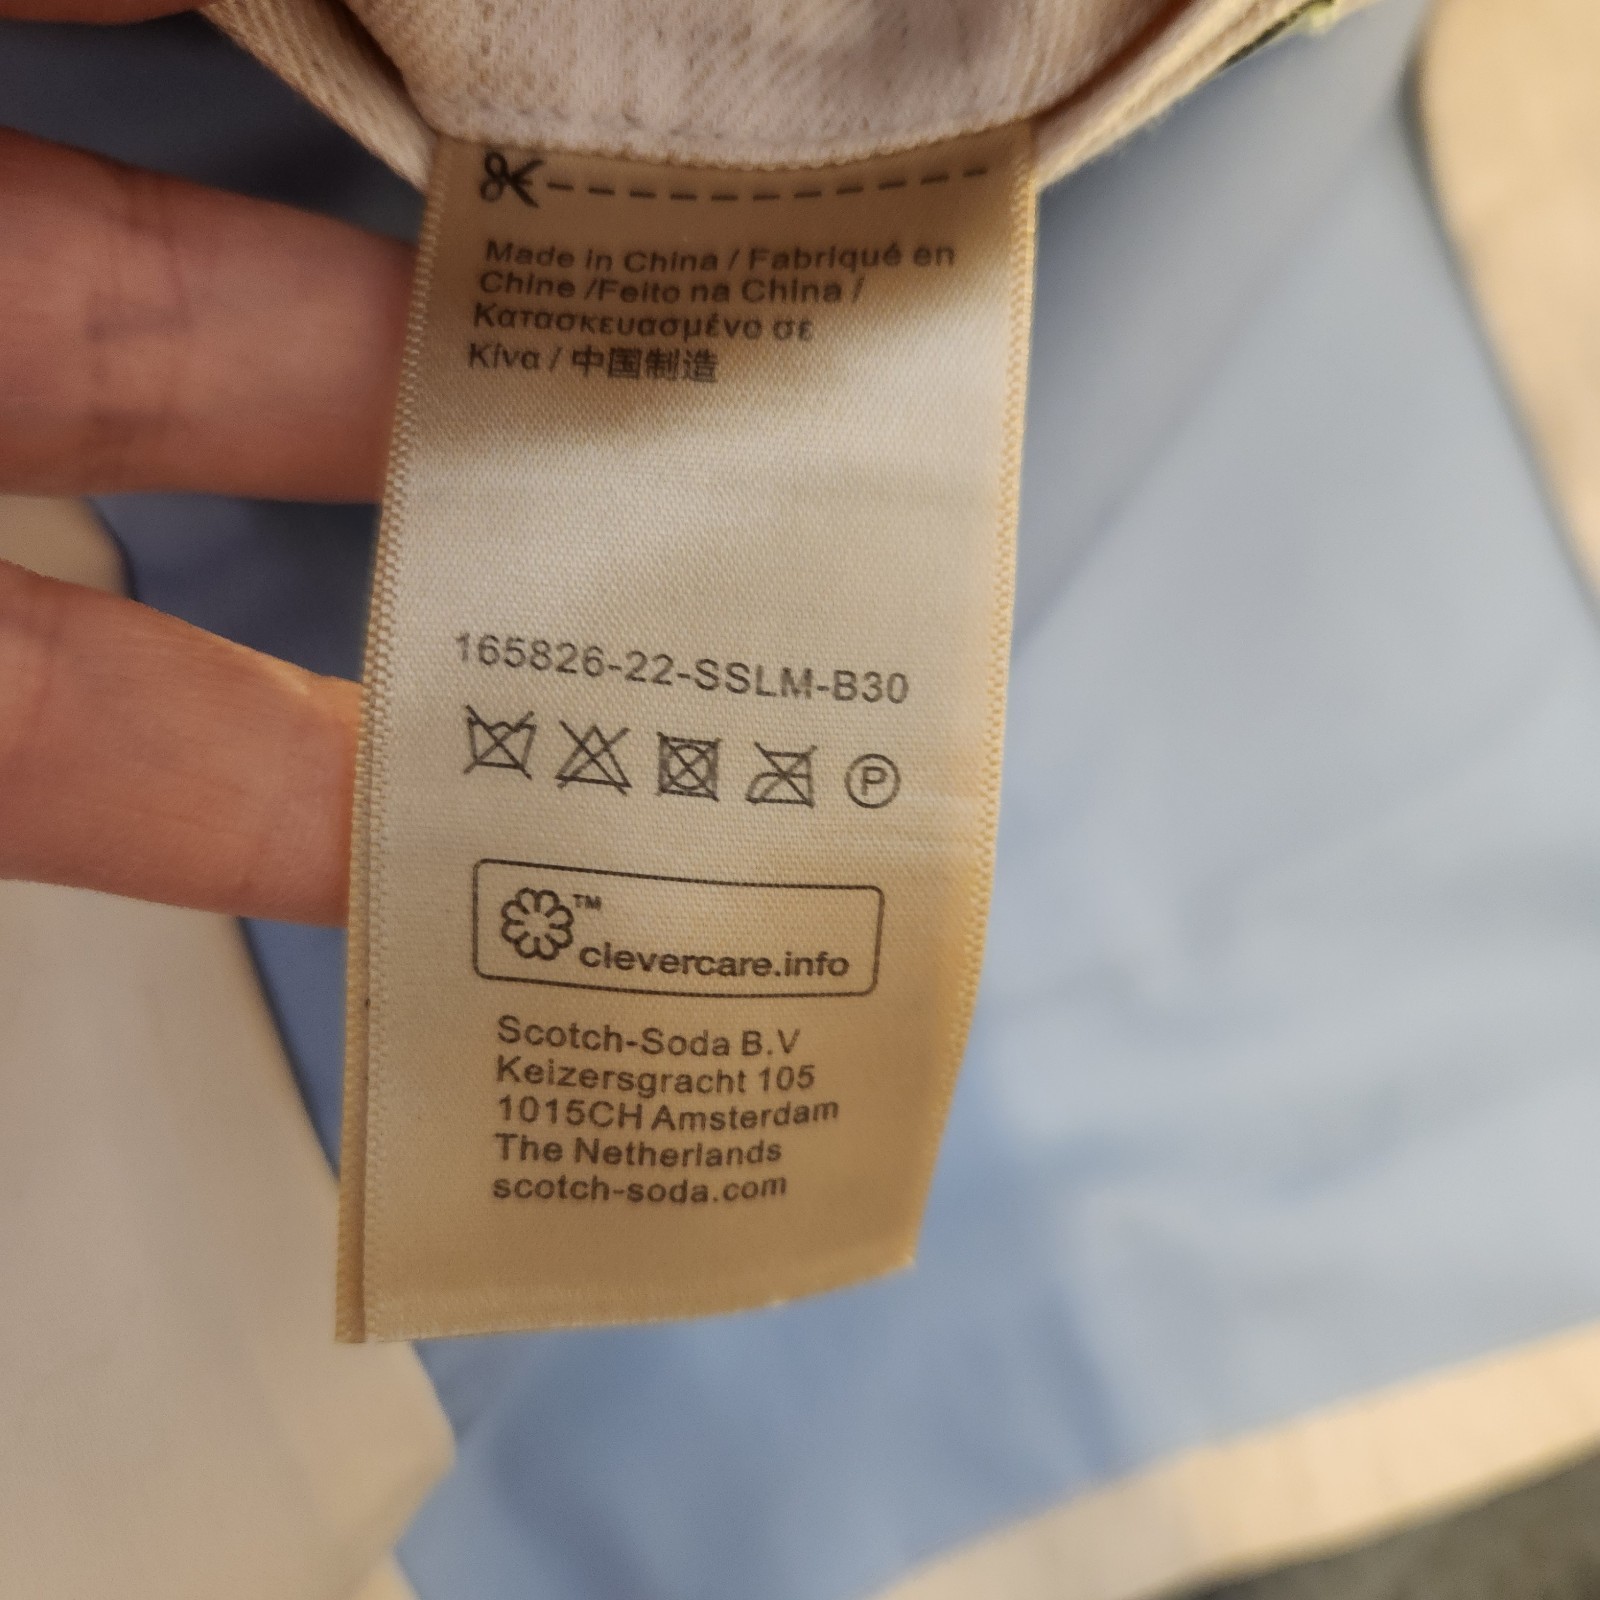 Made in China / Fabriqué en
Chine /Feito na China /
Κατασκευασμένο σε
Κίνα / 中国制造
165826-22-SSLM-B30
P
TM
clevercare.info
Scotch-Soda B.V
Keizersgracht 105
1015CH Amsterdam
The Netherlands
scotch-soda.com